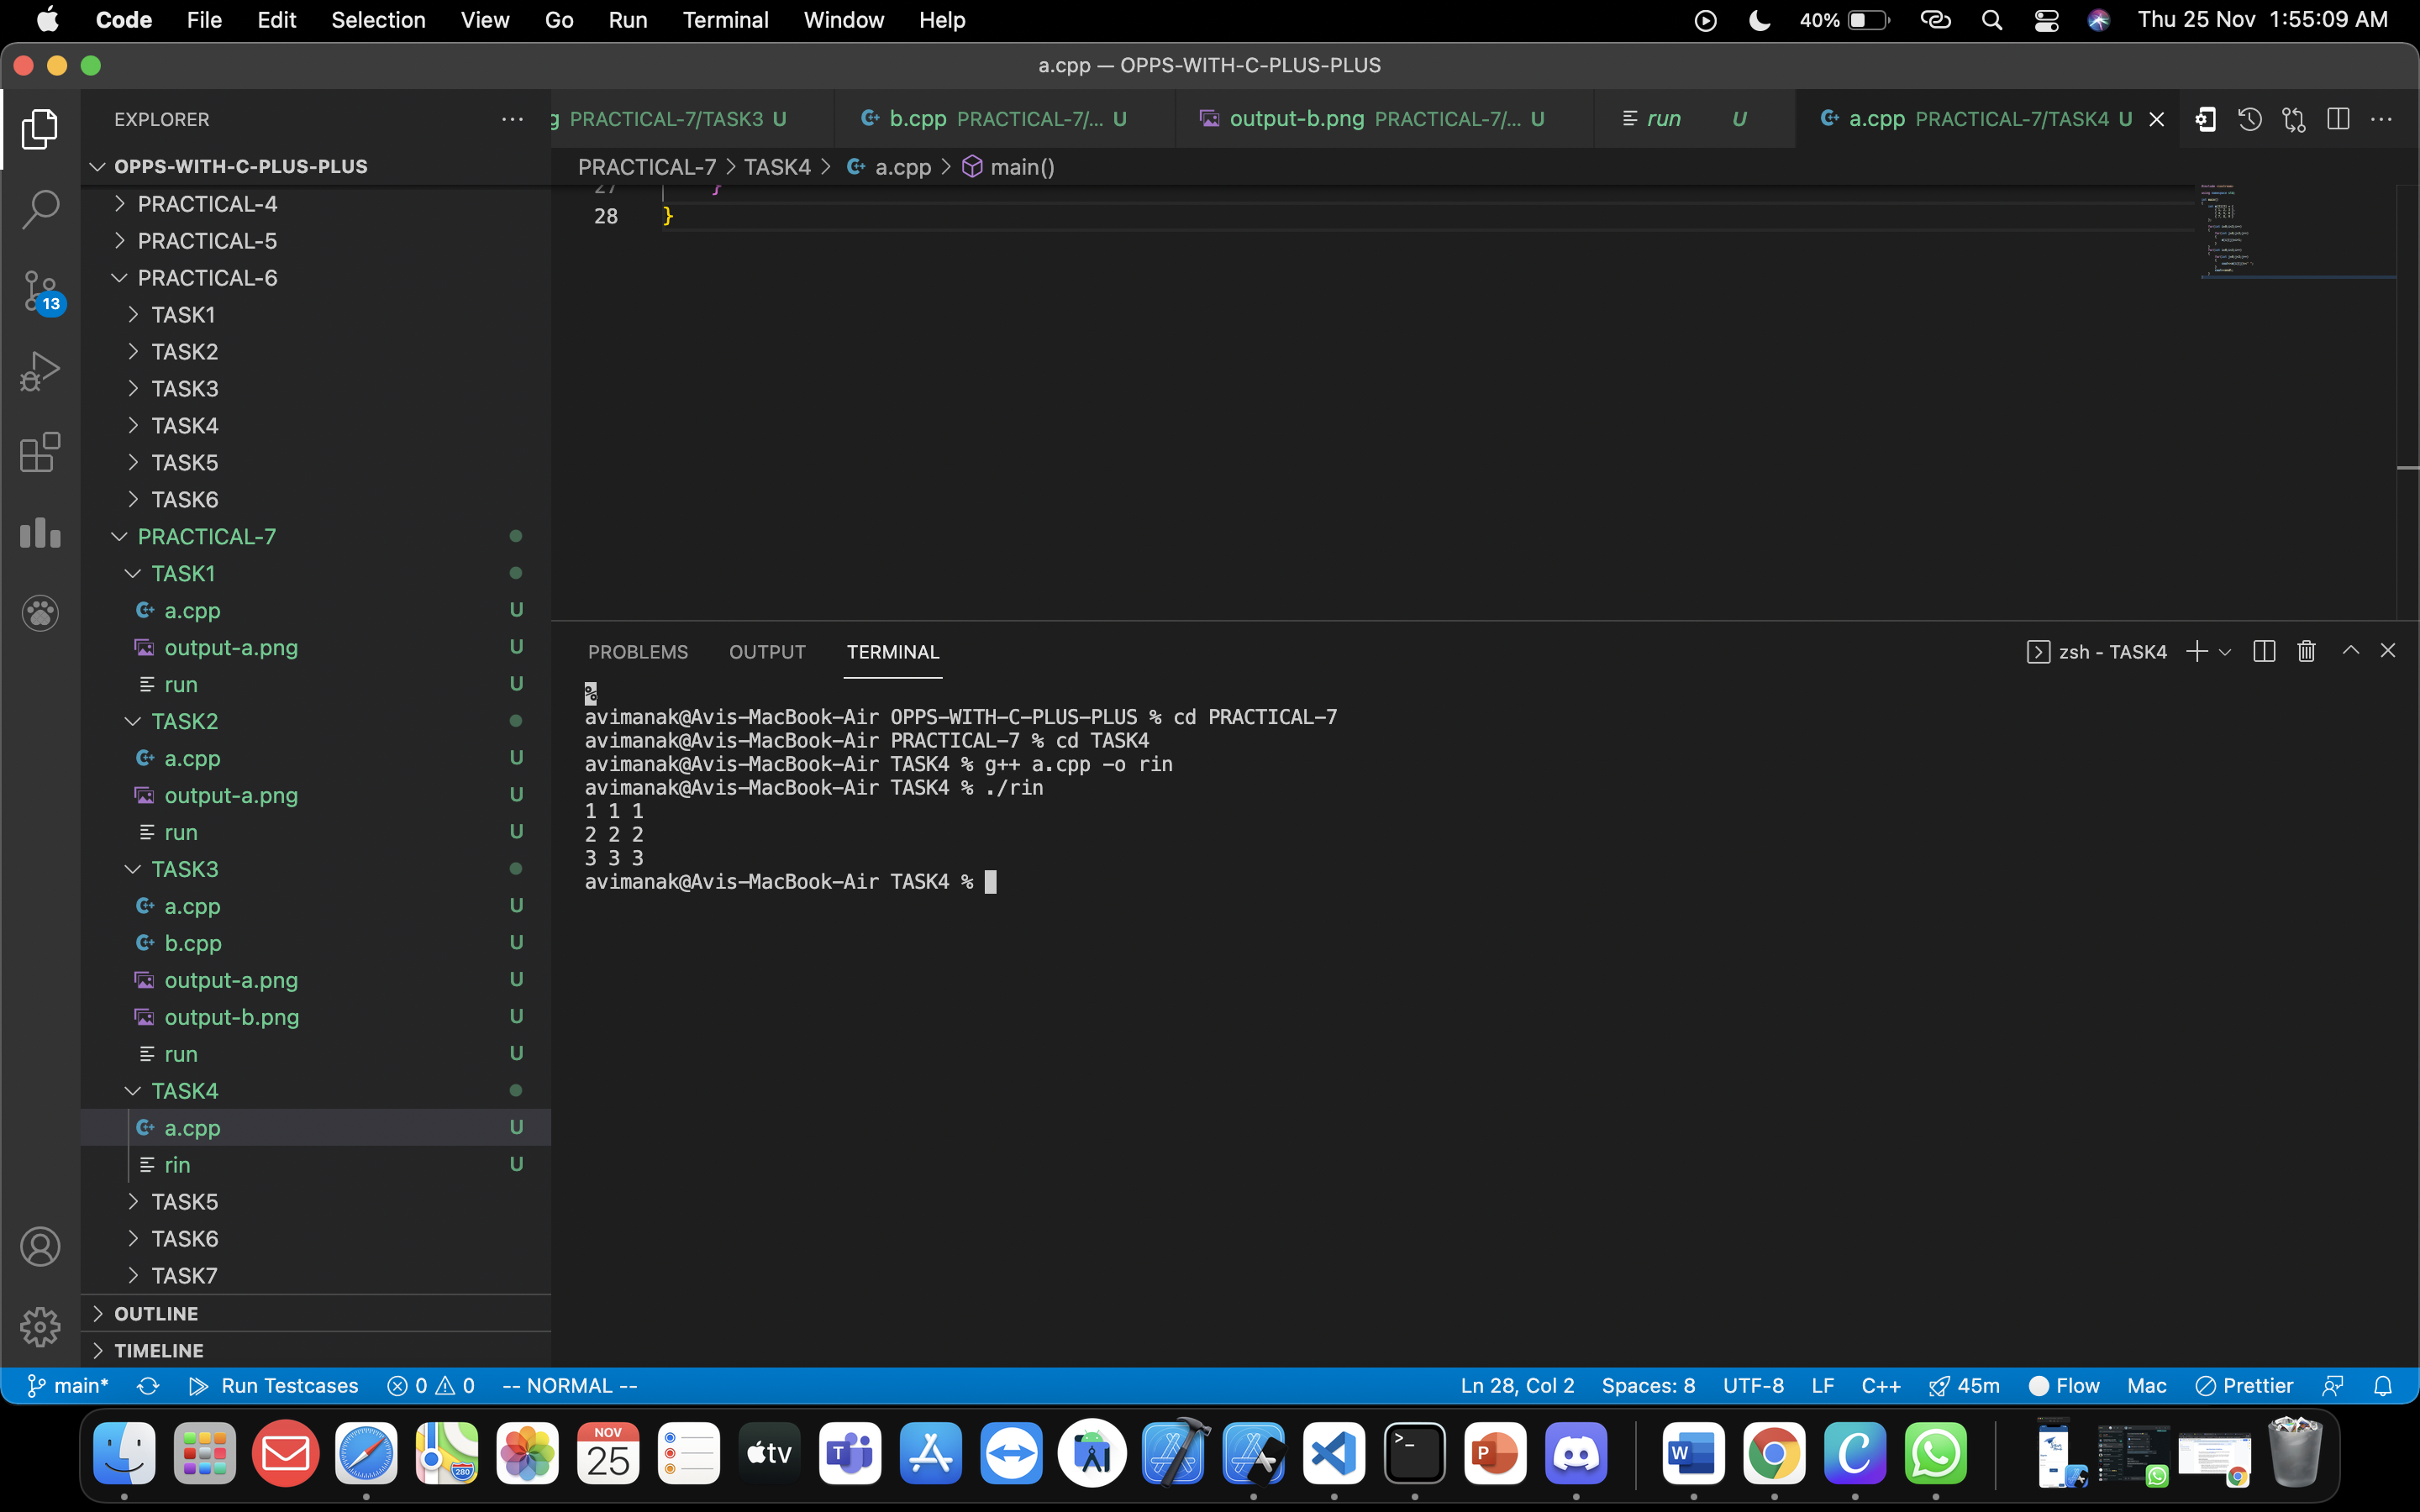 Code File Edit Selection View Go Run Terminal Window Help 40% Thu 25 Nov 1:55:09 AM
a.cpp — OPPS-WITH-C-PLUS-PLUS
EXPLORER
g PRACTICAL-7/TASK3 U b.cpp PRACTICAL-7/... U output-b.png PRACTICAL-7/... U run U a.cpp PRACTICAL-7/TASK4 U
PRACTICAL-7 > TASK4 > a.cpp > main()
27 }
28 }
OPPS-WITH-C-PLUS-PLUS
PRACTICAL-4
PRACTICAL-5
PRACTICAL-6
TASK1
TASK2
TASK3
TASK4
TASK5
TASK6
PRACTICAL-7
TASK1
a.cpp U
output-a.png U
run U
TASK2
a.cpp U
output-a.png U
run U
TASK3
a.cpp U
b.cpp U
output-a.png U
output-b.png U
run U
TASK4
a.cpp U
rin U
TASK5
TASK6
TASK7
OUTLINE
TIMELINE
13
PROBLEMS OUTPUT TERMINAL zsh - TASK4
%
avimanak@Avis-MacBook-Air OPPS-WITH-C-PLUS-PLUS % cd PRACTICAL-7
avimanak@Avis-MacBook-Air PRACTICAL-7 % cd TASK4
avimanak@Avis-MacBook-Air TASK4 % g++ a.cpp -o rin
avimanak@Avis-MacBook-Air TASK4 % ./rin
1 1 1
2 2 2
3 3 3
avimanak@Avis-MacBook-Air TASK4 %
main* Run Testcases 0 0 -- NORMAL -- Ln 28, Col 2 Spaces: 8 UTF-8 LF C++ 45m Flow Mac Prettier
280
NOV
25
tv
T
>_
P
W
C